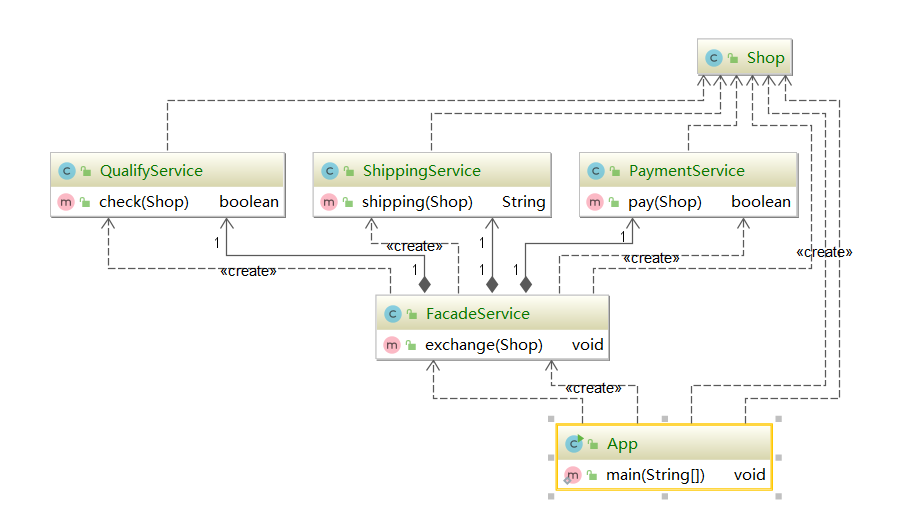 C Shop
C QualifyService
m check(Shop) boolean
C ShippingService
m shipping(Shop) String
C PaymentService
m pay(Shop) boolean
1
1
1
«create»
«create»
«create»
«create»
1
1
1
C FacadeService
m exchange(Shop) void
«create»
C App
m main(String[]) void